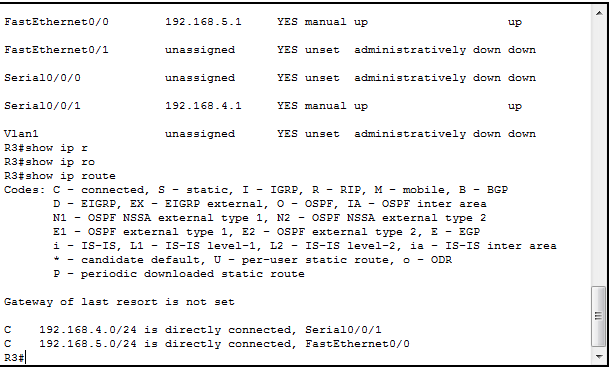 FastEthernet0/0        192.168.5.1     YES manual up                    up
FastEthernet0/1        unassigned      YES unset  administratively down down
Serial0/0/0            unassigned      YES unset  administratively down down
Serial0/0/1            192.168.4.1     YES manual up                    up
Vlan1                  unassigned      YES unset  administratively down down
R3#show ip r
R3#show ip ro
R3#show ip route
Codes: C - connected, S - static, I - IGRP, R - RIP, M - mobile, B - BGP
       D - EIGRP, EX - EIGRP external, O - OSPF, IA - OSPF inter area
       N1 - OSPF NSSA external type 1, N2 - OSPF NSSA external type 2
       E1 - OSPF external type 1, E2 - OSPF external type 2, E - EGP
       i - IS-IS, L1 - IS-IS level-1, L2 - IS-IS level-2, ia - IS-IS inter area
       * - candidate default, U - per-user static route, o - ODR
       P - periodic downloaded static route
Gateway of last resort is not set
C    192.168.4.0/24 is directly connected, Serial0/0/1
C    192.168.5.0/24 is directly connected, FastEthernet0/0
R3#